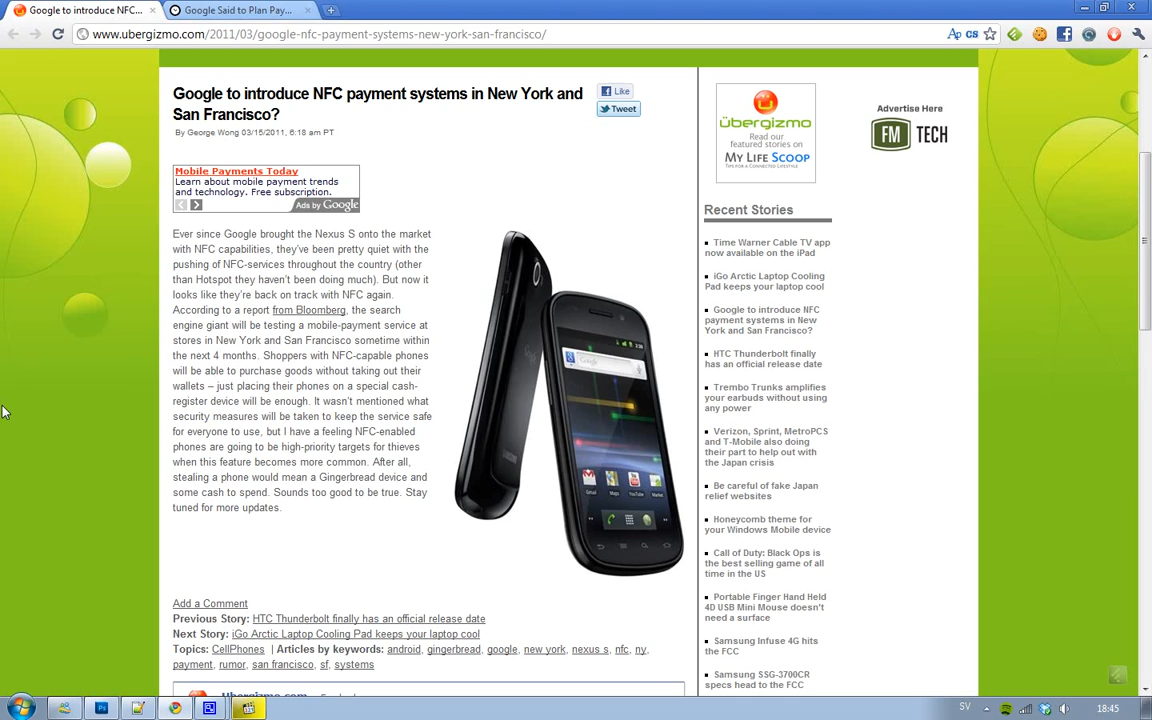 Google to introduce NFC...
Google Said to Plan Pay...
www.ubergizmo.com/2011/03/google-nfc-payment-systems-new-york-san-francisco/
Google to introduce NFC payment systems in New York and
San Francisco?
By George Wong 03/15/2011, 6:18 am PT
Like
Tweet
Mobile Payments Today
Learn about mobile payment trends
and technology. Free subscription.
Ads by Google
Ever since Google brought the Nexus S onto the market
with NFC capabilities, they've been pretty quiet with the
pushing of NFC-services throughout the country (other
than Hotspot they haven't been doing much). But now it
looks like they're back on track with NFC again.
According to a report from Bloomberg, the search
engine giant will be testing a mobile-payment service at
stores in New York and San Francisco sometime within
the next 4 months. Shoppers with NFC-capable phones
will be able to purchase goods without taking out their
wallets – just placing their phones on a special cash-
register device will be enough. It wasn't mentioned what
security measures will be taken to keep the service safe
for everyone to use, but I have a feeling NFC-enabled
phones are going to be high-priority targets for thieves
when this feature becomes more common. After all,
stealing a phone would mean a Gingerbread device and
some cash to spend. Sounds too good to be true. Stay
tuned for more updates.
Gmail Maps YouTube Market
Add a Comment
Previous Story: HTC Thunderbolt finally has an official release date
Next Story: iGo Arctic Laptop Cooling Pad keeps your laptop cool
Topics: CellPhones | Articles by keywords: android, gingerbread, google, new york, nexus s, nfc, ny,
payment, rumor, san francisco, sf, systems
Ubergizmo.com
übergizmo
Read our
featured stories on
MY LIFE SCOOP
TIPS FOR A CONNECTED LIFESTYLE
Advertise Here
FM TECH
Recent Stories
Time Warner Cable TV app
now available on the iPad
iGo Arctic Laptop Cooling
Pad keeps your laptop cool
Google to introduce NFC
payment systems in New
York and San Francisco?
HTC Thunderbolt finally
has an official release date
Trembo Trunks amplifies
your earbuds without using
any power
Verizon, Sprint, MetroPCS
and T-Mobile also doing
their part to help out with
the Japan crisis
Be careful of fake Japan
relief websites
Honeycomb theme for
your Windows Mobile device
Call of Duty: Black Ops is
the best selling game of all
time in the US
Portable Finger Hand Held
4D USB Mini Mouse doesn't
need a surface
Samsung Infuse 4G hits
the FCC
Samsung SSG-3700CR
specs head to the FCC
SV
18:45